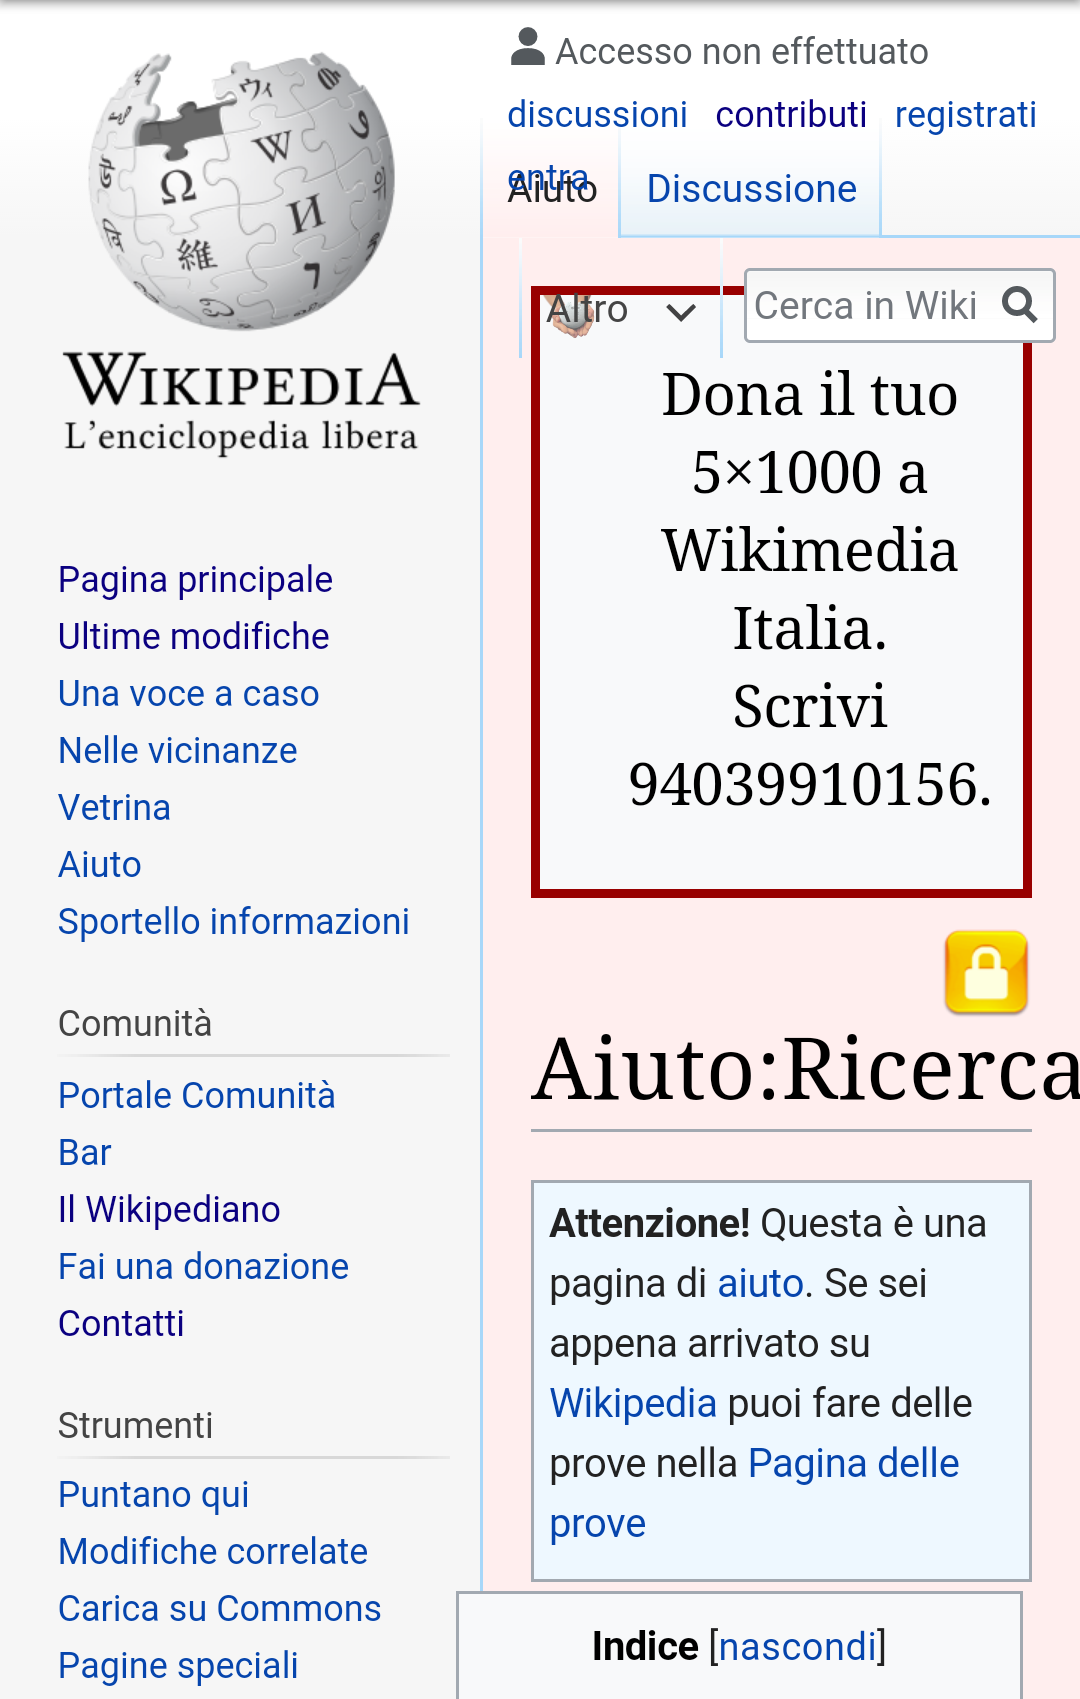 WIKIPEDIA
L'enciclopedia libera
Accesso non effettuato
discussioni contributi registrati
entra
Aiuto Discussione
Altro
Cerca in Wiki
Pagina principale
Ultime modifiche
Una voce a caso
Nelle vicinanze
Vetrina
Aiuto
Sportello informazioni
Comunità
Portale Comunità
Bar
Il Wikipediano
Fai una donazione
Contatti
Strumenti
Puntano qui
Modifiche correlate
Carica su Commons
Pagine speciali
Dona il tuo
5×1000 a
Wikimedia
Italia.
Scrivi
94039910156.
Aiuto:Ricerca
Attenzione! Questa è una
pagina di aiuto. Se sei
appena arrivato su
Wikipedia puoi fare delle
prove nella Pagina delle
prove
Indice [nascondi]